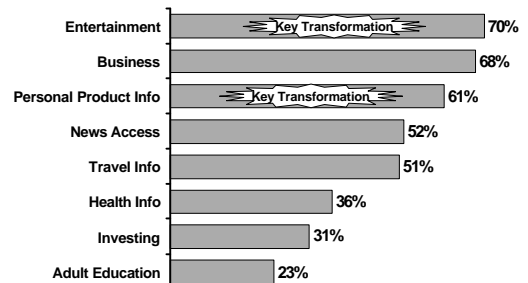 Entertainment Key Transformation 70%
Business 68%
Personal Product Info Key Transformation 61%
News Access 52%
Travel Info 51%
Health Info 36%
Investing 31%
Adult Education 23%